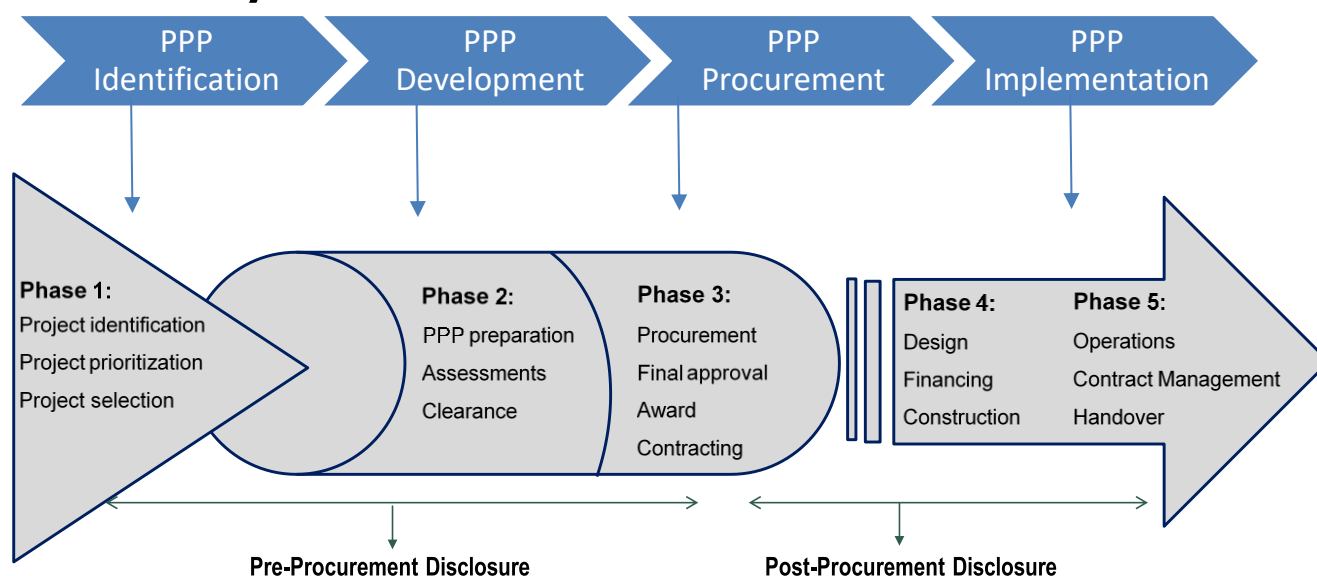 PPP
Identification
PPP
Development
PPP
Procurement
PPP
Implementation
Phase 1:
Project identification
Project prioritization
Project selection
Phase 2:
PPP preparation
Assessments
Clearance
Phase 3:
Procurement
Final approval
Award
Contracting
Phase 4:
Design
Financing
Construction
Phase 5:
Operations
Contract Management
Handover
Pre-Procurement Disclosure
Post-Procurement Disclosure